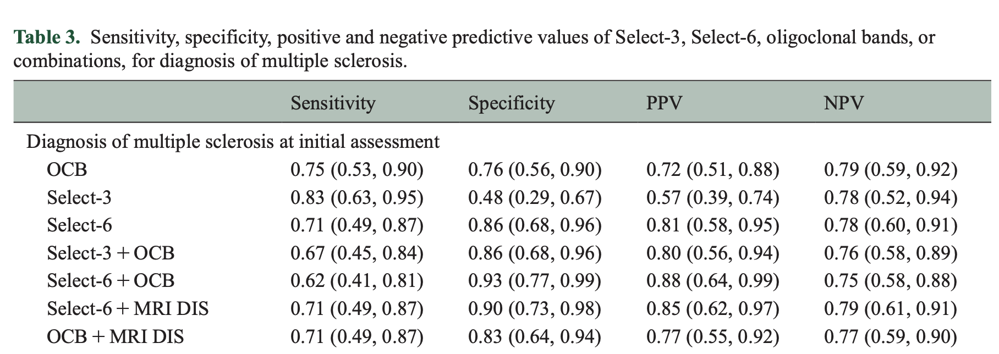 Table 3. Sensitivity, specificity, positive and negative predictive values of Select-3, Select-6, oligoclonal bands, or
combinations, for diagnosis of multiple sclerosis.
Sensitivity Specificity PPV NPV
Diagnosis of multiple sclerosis at initial assessment
OCB 0.75 (0.53, 0.90) 0.76 (0.56, 0.90) 0.72 (0.51, 0.88) 0.79 (0.59, 0.92)
Select-3 0.83 (0.63, 0.95) 0.48 (0.29, 0.67) 0.57 (0.39, 0.74) 0.78 (0.52, 0.94)
Select-6 0.71 (0.49, 0.87) 0.86 (0.68, 0.96) 0.81 (0.58, 0.95) 0.78 (0.60, 0.91)
Select-3 + OCB 0.67 (0.45, 0.84) 0.86 (0.68, 0.96) 0.80 (0.56, 0.94) 0.76 (0.58, 0.89)
Select-6 + OCB 0.62 (0.41, 0.81) 0.93 (0.77, 0.99) 0.88 (0.64, 0.99) 0.75 (0.58, 0.88)
Select-6 + MRI DIS 0.71 (0.49, 0.87) 0.90 (0.73, 0.98) 0.85 (0.62, 0.97) 0.79 (0.61, 0.91)
OCB + MRI DIS 0.71 (0.49, 0.87) 0.83 (0.64, 0.94) 0.77 (0.55, 0.92) 0.77 (0.59, 0.90)